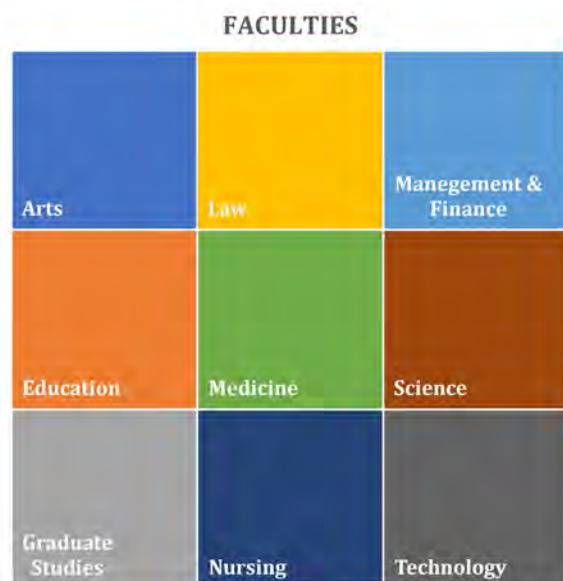 FACULTIES
Arts
Law
Manegement &
Finance
Education
Medicine
Science
Graduate
Studies
Nursing
Technology